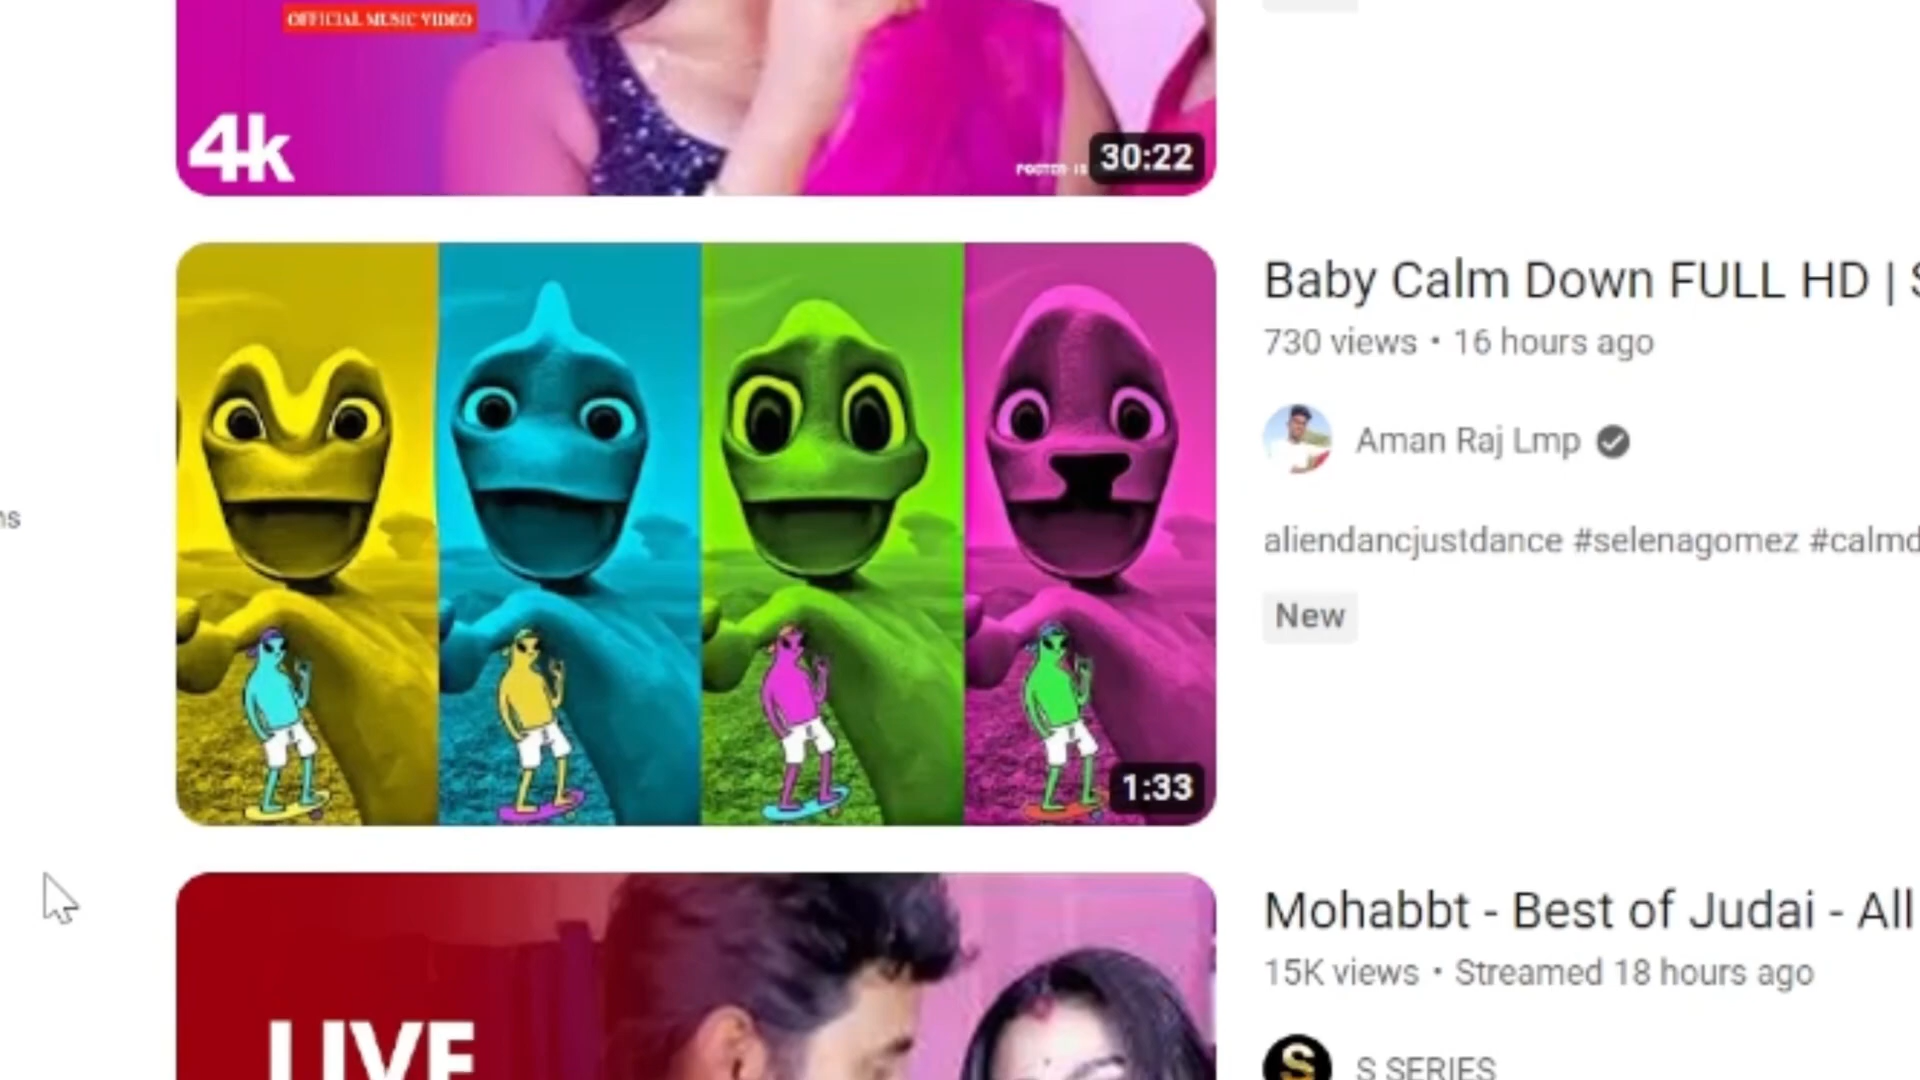 OFFICIAL MUSIC VIDEO
4k
30:22
Baby Calm Down FULL HD |
730 views • 16 hours ago
Aman Raj Lmp
aliendancjustdance #selenagomez #calmd
New
1:33
Mohabbt - Best of Judai - All
15K views • Streamed 18 hours ago
LIVE
S SERIES